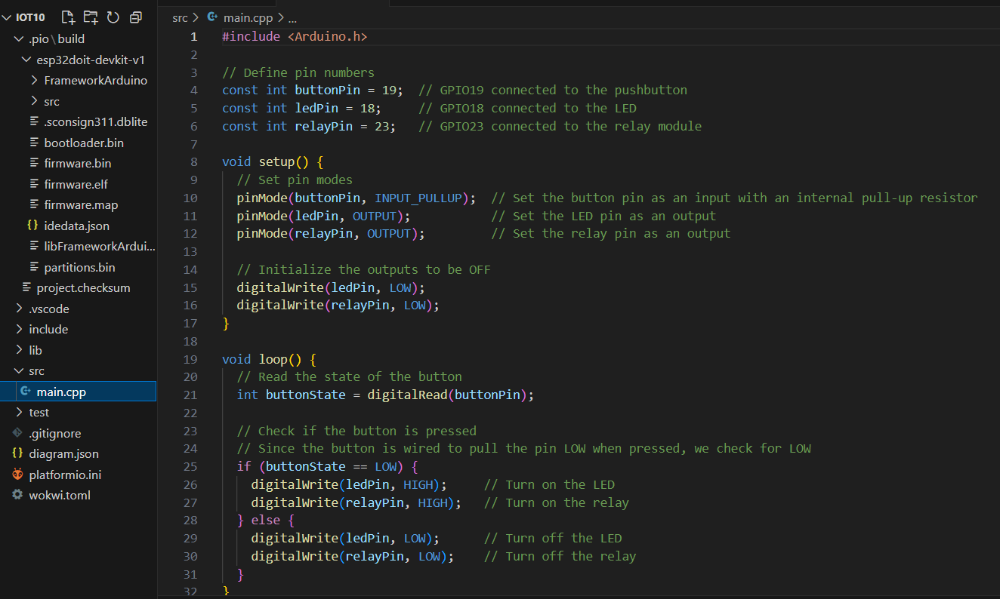 IOT10
.pio\build
esp32doit-devkit-v1
FrameworkArduino
src
.sconsign311.dblite
bootloader.bin
firmware.bin
firmware.elf
firmware.map
{} idedata.json
libFrameworkArdui...
partitions.bin
project.checksum
.vscode
include
lib
src
main.cpp
test
.gitignore
{} diagram.json
platformio.ini
wokwi.toml
src > main.cpp > ...
1 #include <Arduino.h>
2
3 // Define pin numbers
4 const int buttonPin = 19;  // GPIO19 connected to the pushbutton
5 const int ledPin = 18;     // GPIO18 connected to the LED
6 const int relayPin = 23;   // GPIO23 connected to the relay module
7
8 void setup() {
9   // Set pin modes
10   pinMode(buttonPin, INPUT_PULLUP);  // Set the button pin as an input with an internal pull-up resistor
11   pinMode(ledPin, OUTPUT);           // Set the LED pin as an output
12   pinMode(relayPin, OUTPUT);         // Set the relay pin as an output
13
14   // Initialize the outputs to be OFF
15   digitalWrite(ledPin, LOW);
16   digitalWrite(relayPin, LOW);
17 }
18
19 void loop() {
20   // Read the state of the button
21   int buttonState = digitalRead(buttonPin);
22
23   // Check if the button is pressed
24   // Since the button is wired to pull the pin LOW when pressed, we check for LOW
25   if (buttonState == LOW) {
26     digitalWrite(ledPin, HIGH);     // Turn on the LED
27     digitalWrite(relayPin, HIGH);   // Turn on the relay
28   } else {
29     digitalWrite(ledPin, LOW);      // Turn off the LED
30     digitalWrite(relayPin, LOW);    // Turn off the relay
31   }
32 }